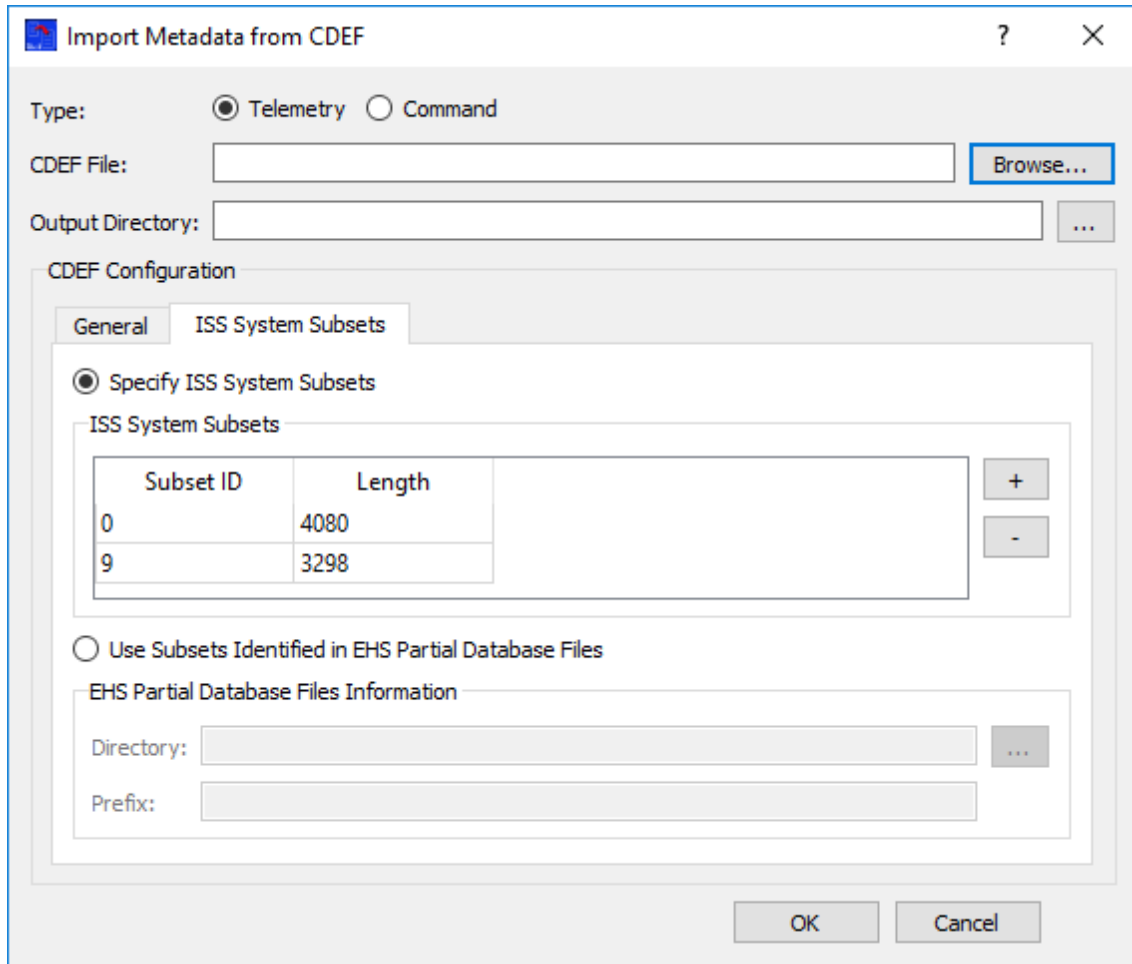 Import Metadata from CDEF ?
Type: Telemetry Command
CDEF File: Browse...
Output Directory: ...
CDEF Configuration
General ISS System Subsets
Specify ISS System Subsets
ISS System Subsets
Subset ID Length +
0 4080
9 3298 -
Use Subsets Identified in EHS Partial Database Files
EHS Partial Database Files Information
Directory: ...
Prefix:
OK Cancel